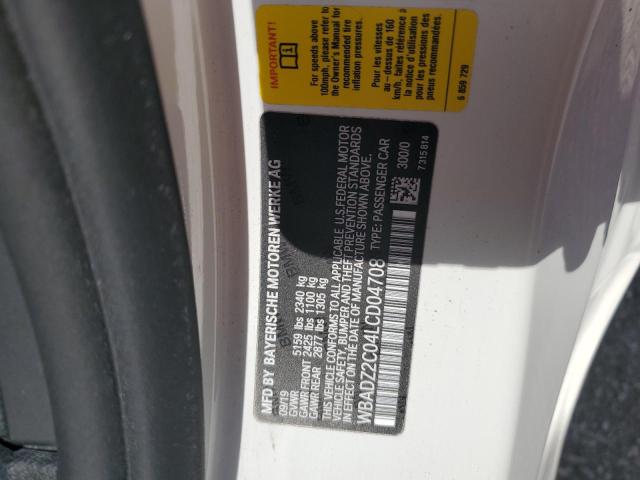 IMPORTANT!
For speeds above
100mph, please refer to
the Owner's Manual for
recommended tire
inflation pressures.
Pour les vitesses
au-dessus de 160
km/h, faites référence à
la notice d'utilisation
pour les pressions des
pneus recommandées.
6 859 729
MFD BY BAYERISCHE MOTOREN WERKE AG
09/19
GVWR 5159 lbs 2340 kg
GAWR FRONT 2425 lbs 1100 kg
GAWR REAR 2877 lbs 1305 kg
THIS VEHICLE CONFORMS TO ALL APPLICABLE U.S.FEDERAL MOTOR
VEHICLE SAFETY, BUMPER AND THEFT PREVENTION STANDARDS
IN EFFECT ON THE DATE OF MANUFACTURE SHOWN ABOVE.
WBADZ22C04LCD04708 TYPE: PASSENGER CAR
300/0
7 315 814